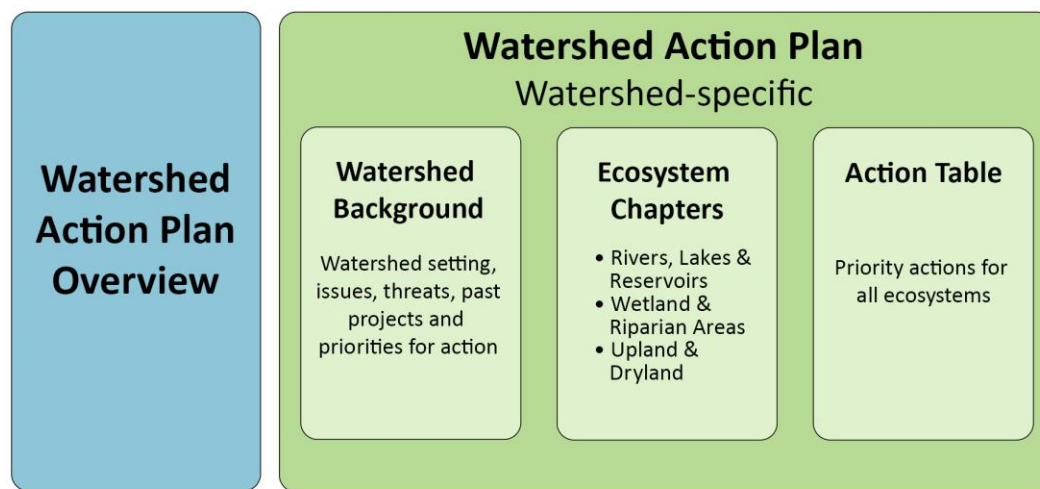 Watershed
Action Plan
Overview
Watershed Action Plan
Watershed-specific
Watershed
Background
Watershed setting,
issues, threats, past
projects and
priorities for action
Ecosystem
Chapters
• Rivers, Lakes &
Reservoirs
• Wetland &
Riparian Areas
• Upland &
Dryland
Action Table
Priority actions for
all ecosystems